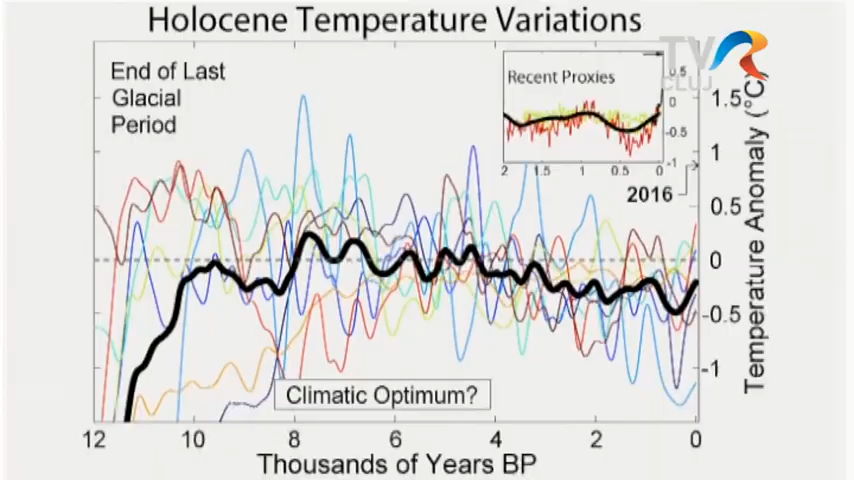 Holocene Temperature Variations
TVR
CLUJ
End of Last
Glacial
Period
Recent Proxies
0.5
0
-0.5
-1
2 1.5 1 .5 0
2016
1.5
1
0.5
0
-0.5
-1
Temperature Anomaly (°C)
Climatic Optimum?
12 10 8 6 4 2 0
Thousands of Years BP